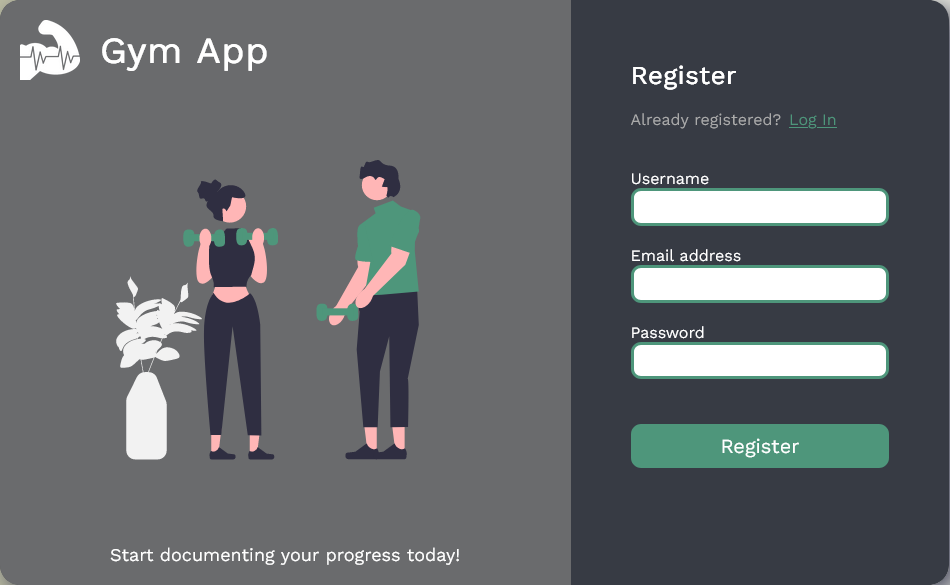 Gym App
Start documenting your progress today!
Register
Already registered? Log In
Username
Email address
Password
Register